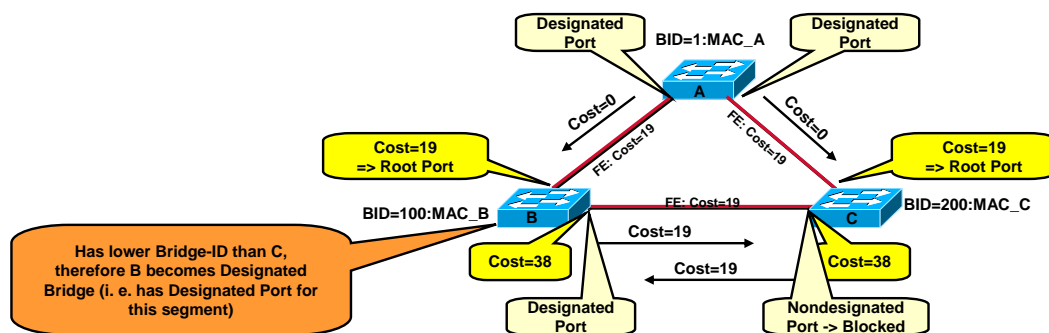 Designated
Port
BID=1:MAC_A
Designated
Port
A
Cost=0
Cost=0
FE: Cost=19
FE: Cost=19
Cost=19
=> Root Port
Cost=19
=> Root Port
BID=100:MAC_B
B
FE: Cost=19
C
BID=200:MAC_C
Has lower Bridge-ID than C,
therefore B becomes Designated
Bridge (i. e. has Designated Port for
this segment)
Cost=38
Cost=19
Cost=19
Cost=38
Designated
Port
Nondesignated
Port -> Blocked